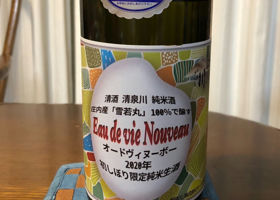 清酒 清泉川 純米酒
庄内産「雪若丸」100%で醸す
Eau de vie Nouveau
オードヴィヌーボー
2020年
初しぼり限定純米生酒